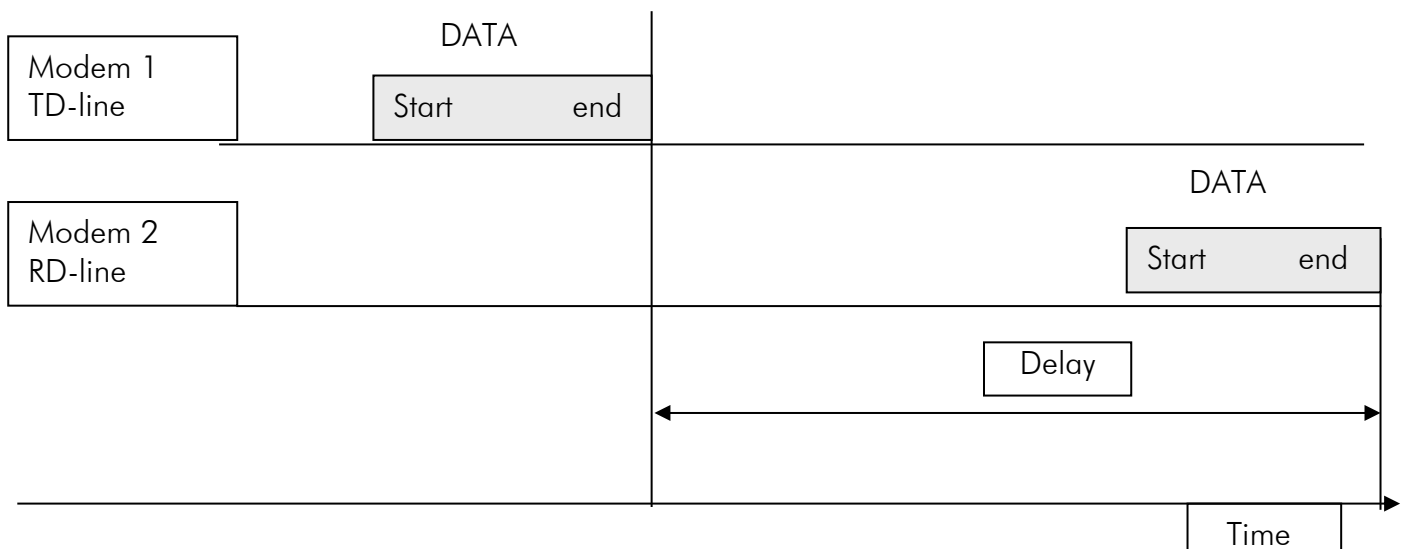 DATA
Modem 1
TD-line
Start end
DATA
Modem 2
RD-line
Start end
Delay
Time